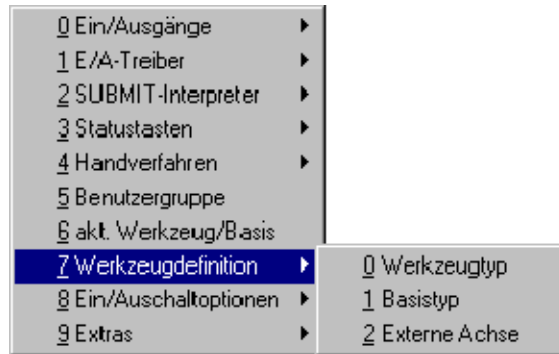 0 Ein/Ausgänge
1 E/A-Treiber
2 SUBMIT-Interpreter
3 Statustasten
4 Handverfahren
5 Benutzergruppe
6 akt. Werkzeug/Basis
7 Werkzeugdefinition
8 Ein/Auschaltoptionen
9 Extras
0 Werkzeugtyp
1 Basistyp
2 Externe Achse